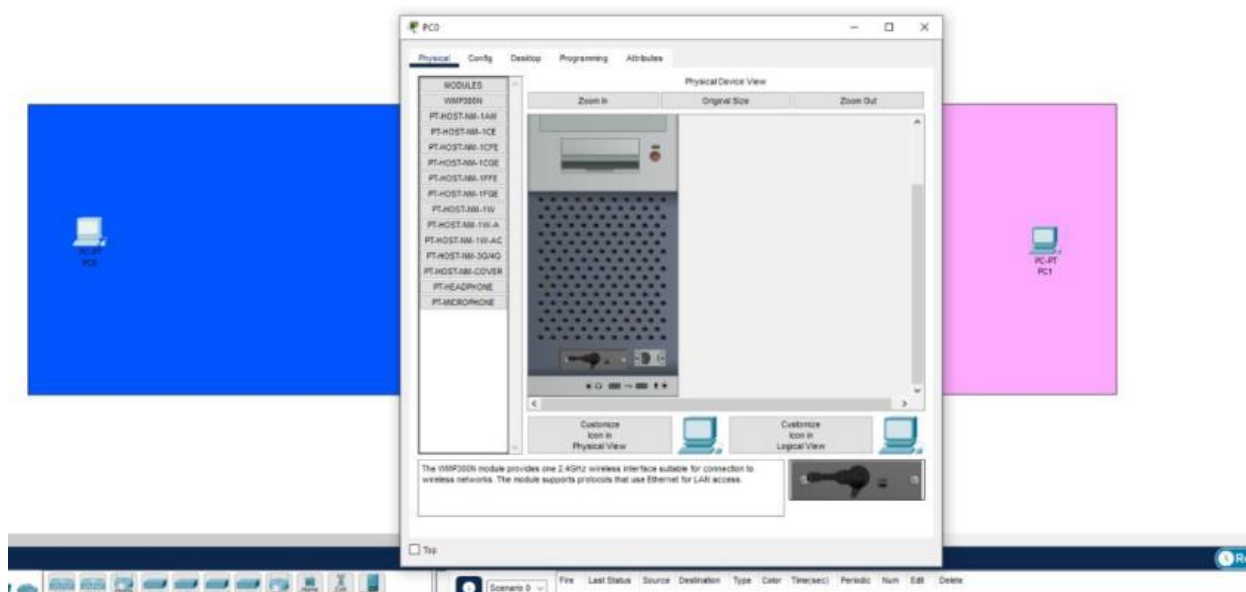 PC0
Physical Config Desktop Programming Attributes
MODULES
WMP300N
PT-HOST-NM-1AM
PT-HOST-NM-1CE
PT-HOST-NM-1CFE
PT-HOST-NM-1CGE
PT-HOST-NM-1FFE
PT-HOST-NM-1FGE
PT-HOST-NM-1W
PT-HOST-NM-1W-A
PT-HOST-NM-1W-AC
PT-HOST-NM-3G/4G
PT-HOST-NM-COVER
PT-HEADPHONE
PT-MICROPHONE
Physical Device View
Zoom In Original Size Zoom Out
Customize
Icon in
Physical View
Customize
Icon in
Logical View
The WMP300N module provides one 2.4GHz wireless interface suitable for connection to
wireless networks. The module supports protocols that use Ethernet for LAN access.
Top
PC-PT
PC0
PC-PT
PC1
Scenario 0
Fire Last Status Source Destination Type Color Time(sec) Periodic Num Edit Delete